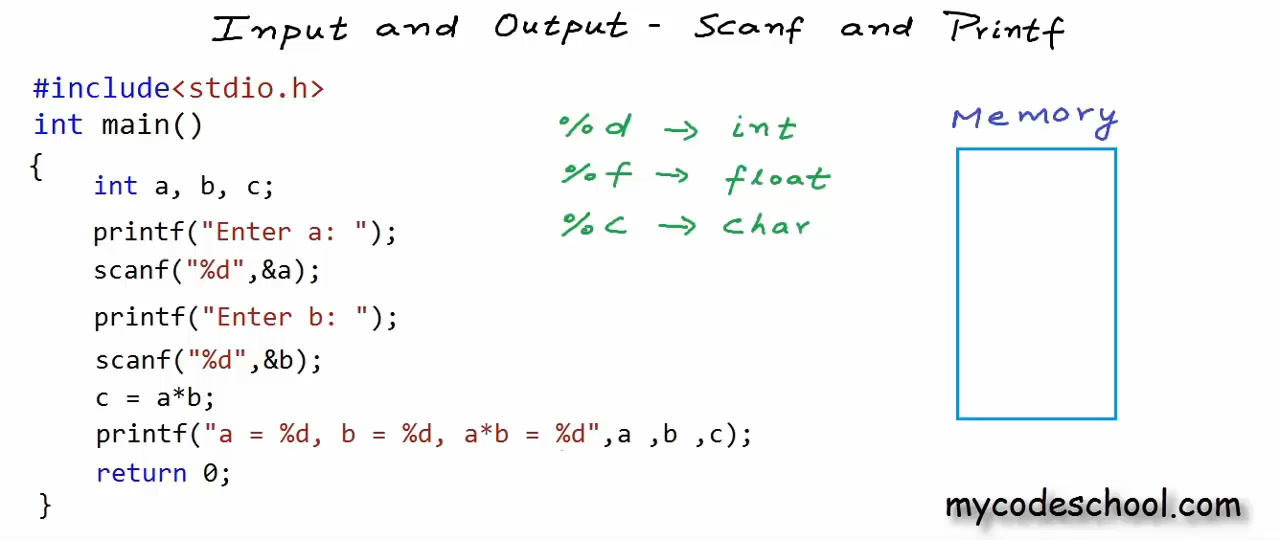 Input and Output - Scanf and Printf
#include<stdio.h>
int main()
{
int a, b, c;
printf("Enter a: ");
scanf("%d",&a);
printf("Enter b: ");
scanf("%d",&b);
c = a*b;
printf("a = %d, b = %d, a*b = %d",a ,b ,c);
return 0;
}
%d → int
%f → float
%c → char
Memory
mycodeschool.com